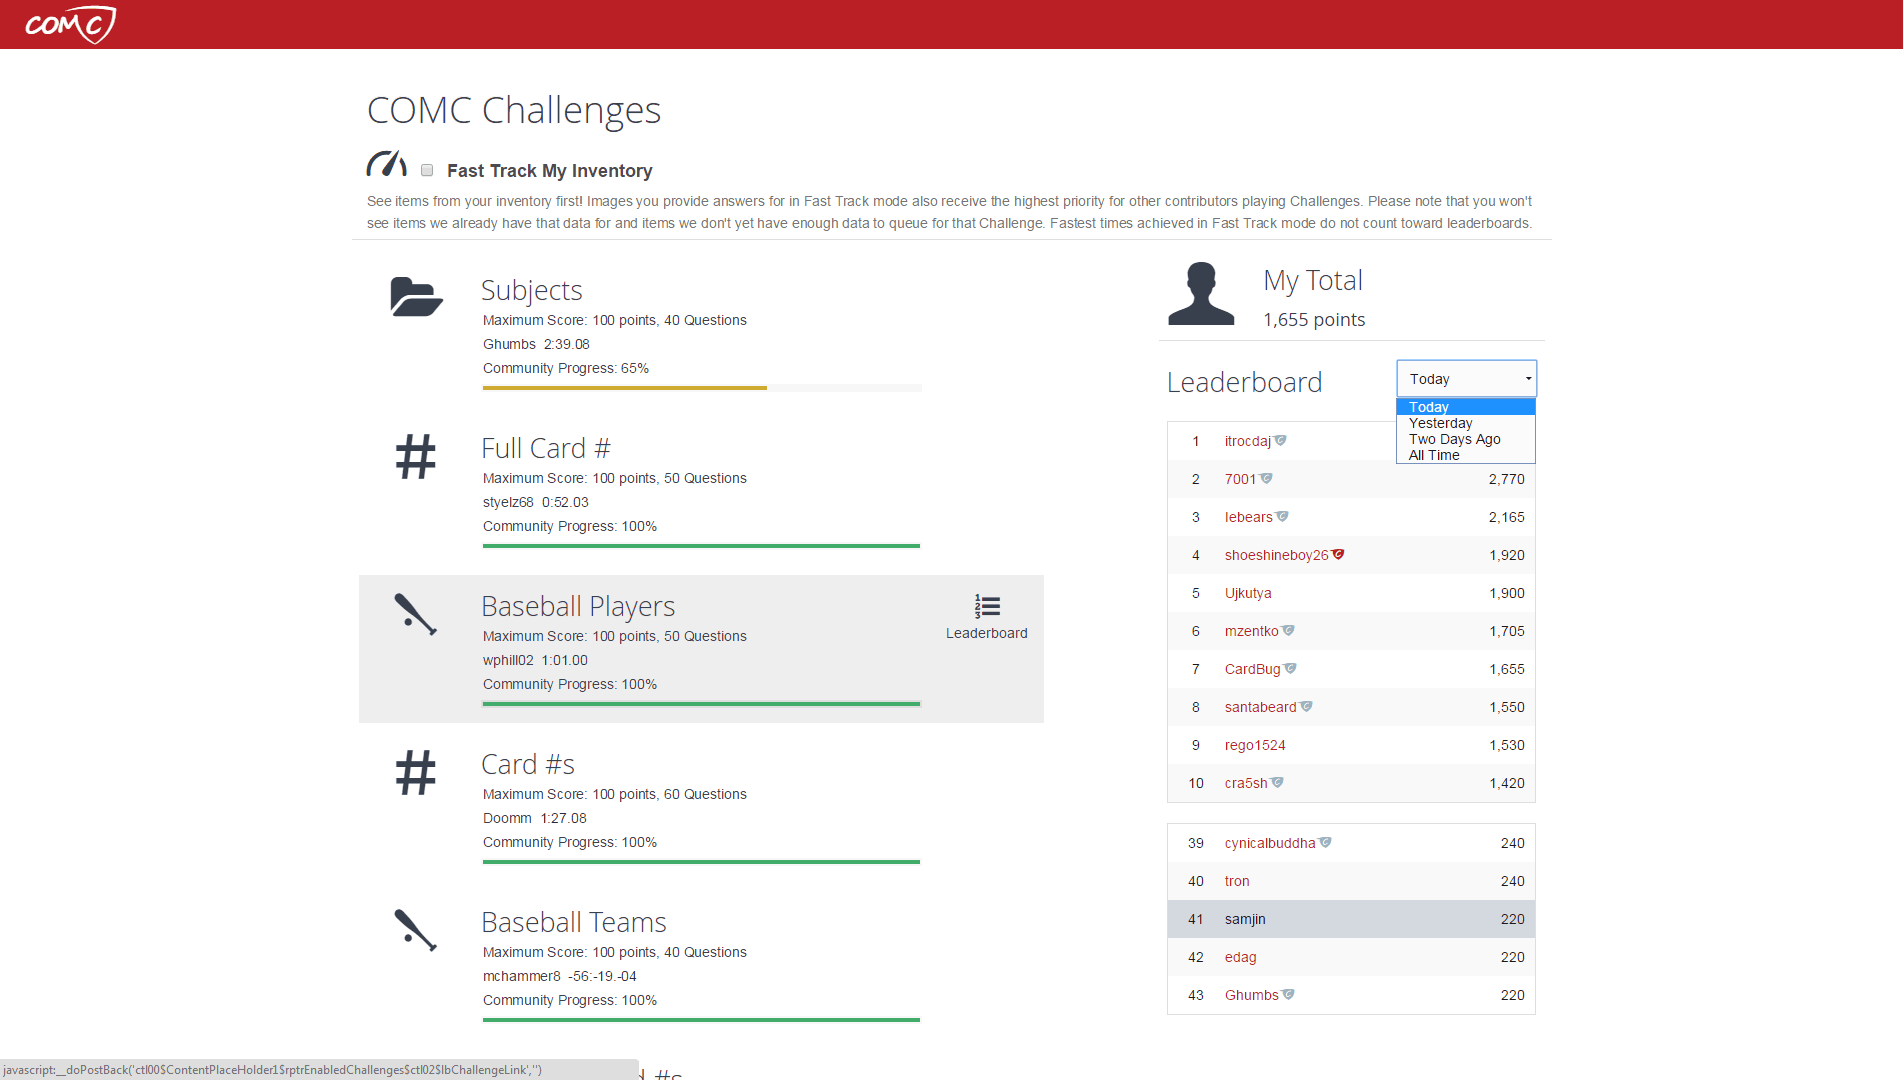 COMC
COMC Challenges
Fast Track My Inventory
See items from your inventory first! Images you provide answers for in Fast Track mode also receive the highest priority for other contributors playing Challenges. Please note that you won't
see items we already have that data for and items we don't yet have enough data to queue for that Challenge. Fastest times achieved in Fast Track mode do not count toward leaderboards.
Subjects
Maximum Score: 100 points, 40 Questions
Ghumbs 2:39.08
Community Progress: 65%
Full Card #
Maximum Score: 100 points, 50 Questions
styelz68 0:52.03
Community Progress: 100%
Baseball Players
Maximum Score: 100 points, 50 Questions
wphill02 1:01.00
Community Progress: 100%
1
2
3
Leaderboard
Card #s
Maximum Score: 100 points, 60 Questions
Doomm 1:27.08
Community Progress: 100%
Baseball Teams
Maximum Score: 100 points, 40 Questions
mchammer8 -56:-19.-04
Community Progress: 100%
My Total
1,655 points
Leaderboard
Today
Today
Yesterday
Two Days Ago
All Time
1 itrocdaj
2 7001 2,770
3 lebears 2,165
4 shoeshineboy26 1,920
5 Ujkutya 1,900
6 mzentko 1,705
7 CardBug 1,655
8 santabeard 1,550
9 rego1524 1,530
10 cra5sh 1,420
39 cynicalbuddha 240
40 tron 240
41 samjin 220
42 edag 220
43 Ghumbs 220
javascript:__doPostBack('ctl00$ContentPlaceHolder1$rptrEnabledChallenges$ctl02$lbChallengeLink','')
#s